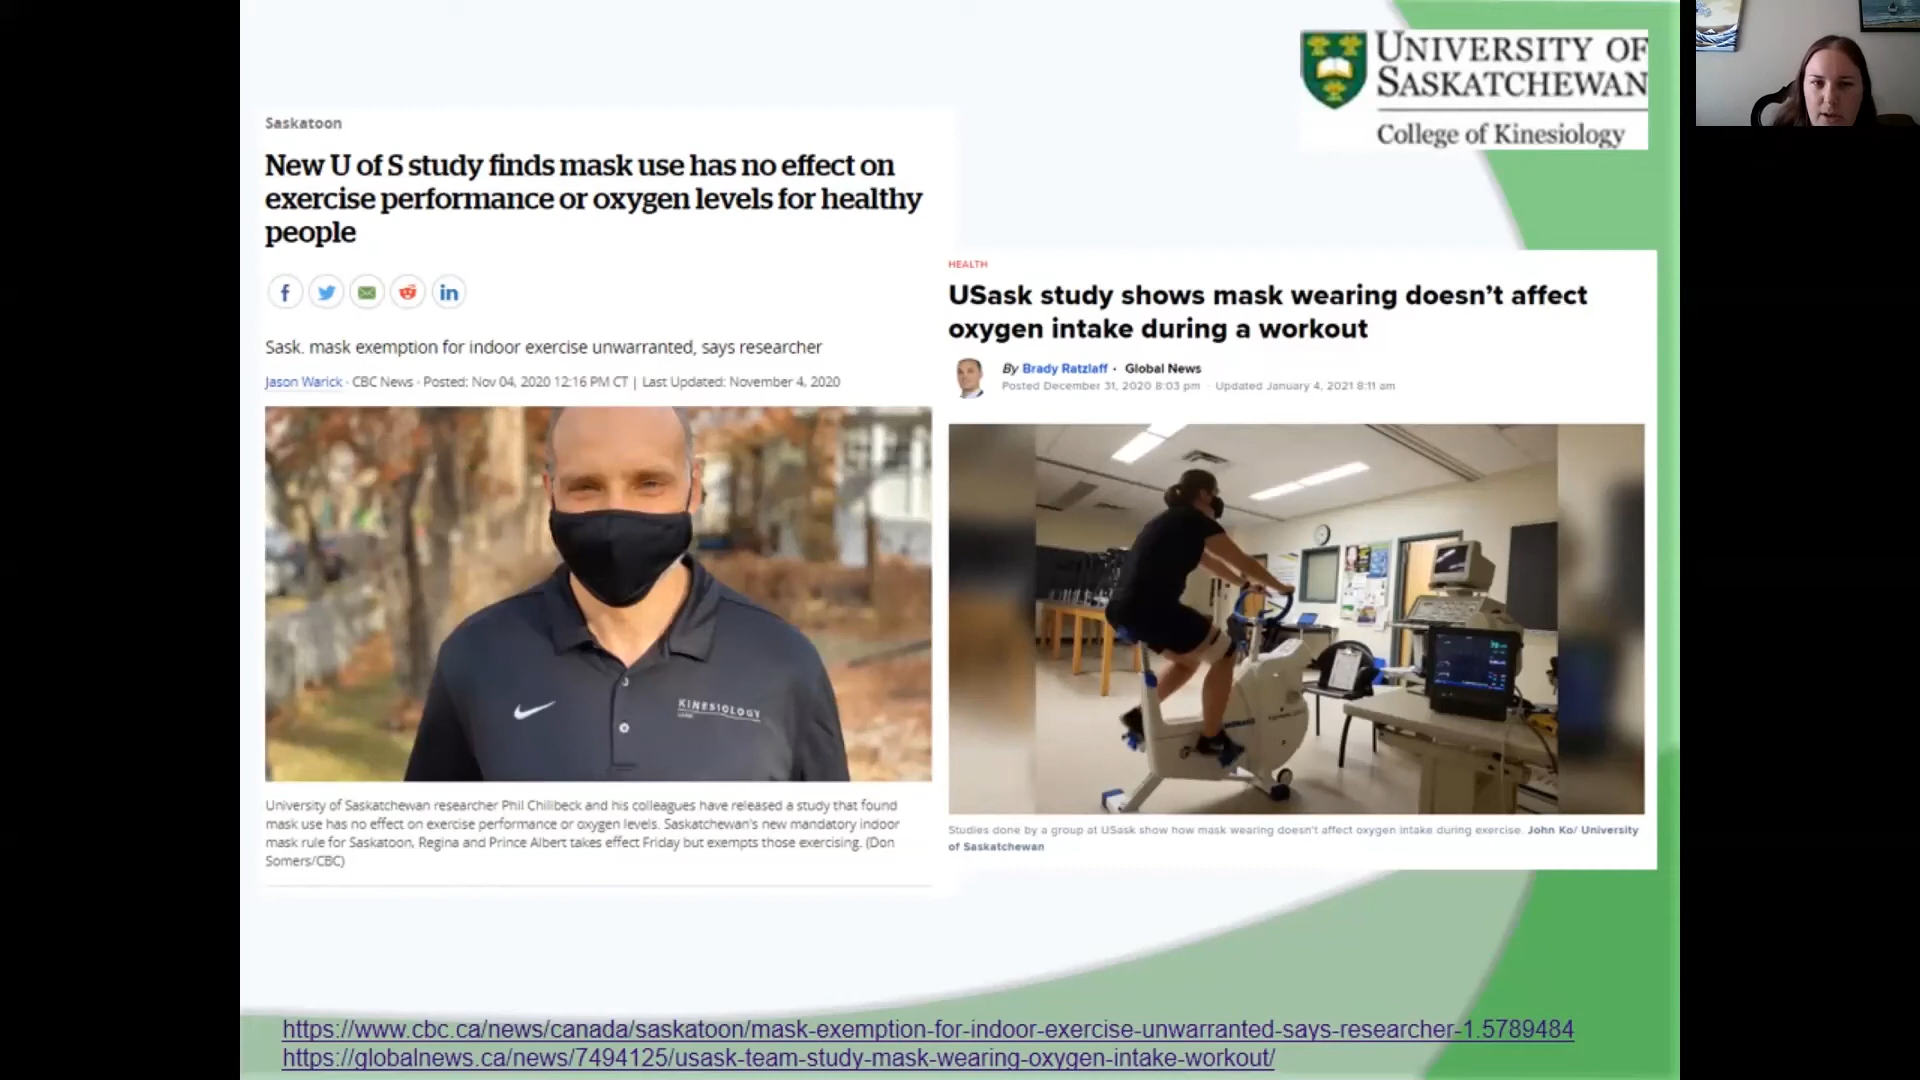 UNIVERSITY OF
SASKATCHEWAN
College of Kinesiology
Saskatoon
New U of S study finds mask use has no effect on
exercise performance or oxygen levels for healthy
people
Sask. mask exemption for indoor exercise unwarranted, says researcher
Jason Warick · CBC News · Posted: Nov 04, 2020 12:16 PM CT | Last Updated: November 4, 2020
KINESIOLOGY
University of Saskatchewan researcher Phil Chilibeck and his colleagues have released a study that found
mask use has no effect on exercise performance or oxygen levels. Saskatchewan's new mandatory indoor
mask rule for Saskatoon, Regina and Prince Albert takes effect Friday but exempts those exercising. (Don
Somers/CBC)
HEALTH
USask study shows mask wearing doesn't affect
oxygen intake during a workout
By Brady Ratzlaff · Global News
Posted December 31, 2020 8:03 pm · Updated January 4, 2021 8:11 am
Studies done by a group at USask show how mask wearing doesn't affect oxygen intake during exercise. John Ko/ University
of Saskatchewan
https://www.cbc.ca/news/canada/saskatoon/mask-exemption-for-indoor-exercise-unwarranted-says-researcher-1.5789484
https://globalnews.ca/news/7494125/usask-team-study-mask-wearing-oxygen-intake-workout/